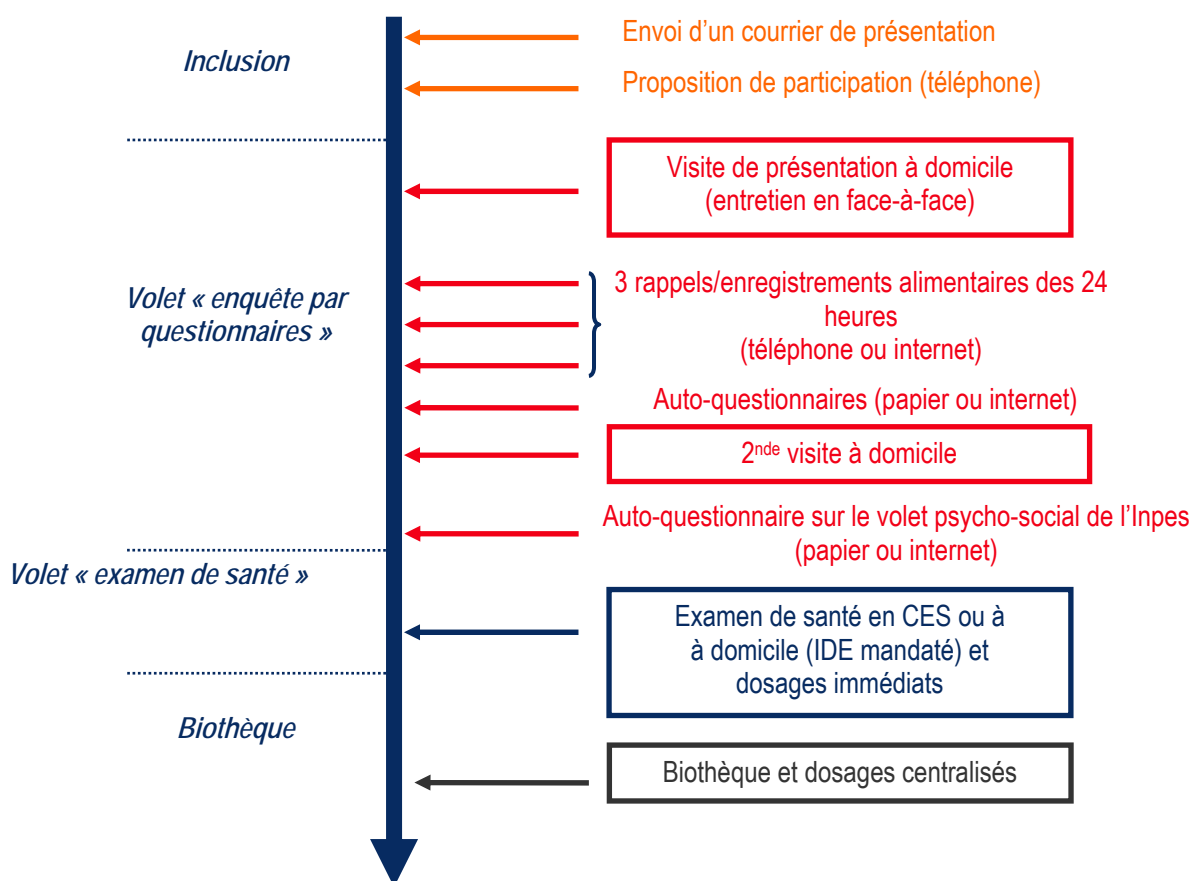 Envoi d’un courrier de présentation
Inclusion
Proposition de participation (téléphone)
Visite de présentation à domicile
(entretien en face-à-face)
Volet « enquête par
questionnaires »
3 rappels/enregistrements alimentaires des 24
heures
(téléphone ou internet)
Auto-questionnaires (papier ou internet)
2nde visite à domicile
Auto-questionnaire sur le volet psycho-social de l’Inpes
(papier ou internet)
Volet « examen de santé »
Examen de santé en CES ou à
à domicile (IDE mandaté) et
dosages immédiats
Biothèque
Biothèque et dosages centralisés